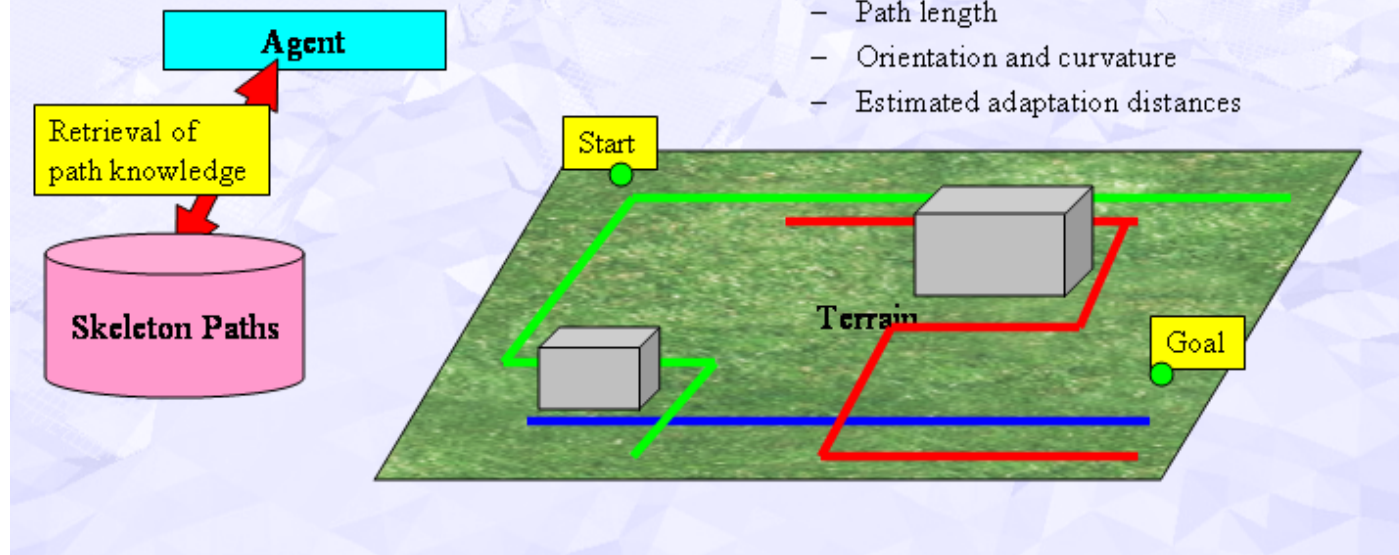 Agent
Retrieval of
path knowledge
Skeleton Paths
– Path length
– Orientation and curvature
– Estimated adaptation distances
Start
Terrain
Goal